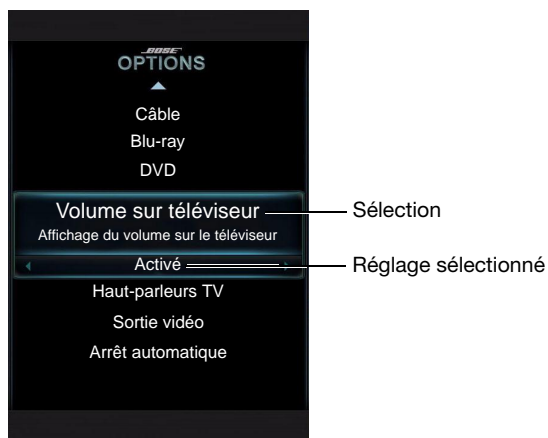 BOSE
OPTIONS
Câble
Blu-ray
DVD
Volume sur téléviseur
Sélection
Affichage du volume sur le téléviseur
Activé
Réglage sélectionné
Haut-parleurs TV
Sortie vidéo
Arrêt automatique